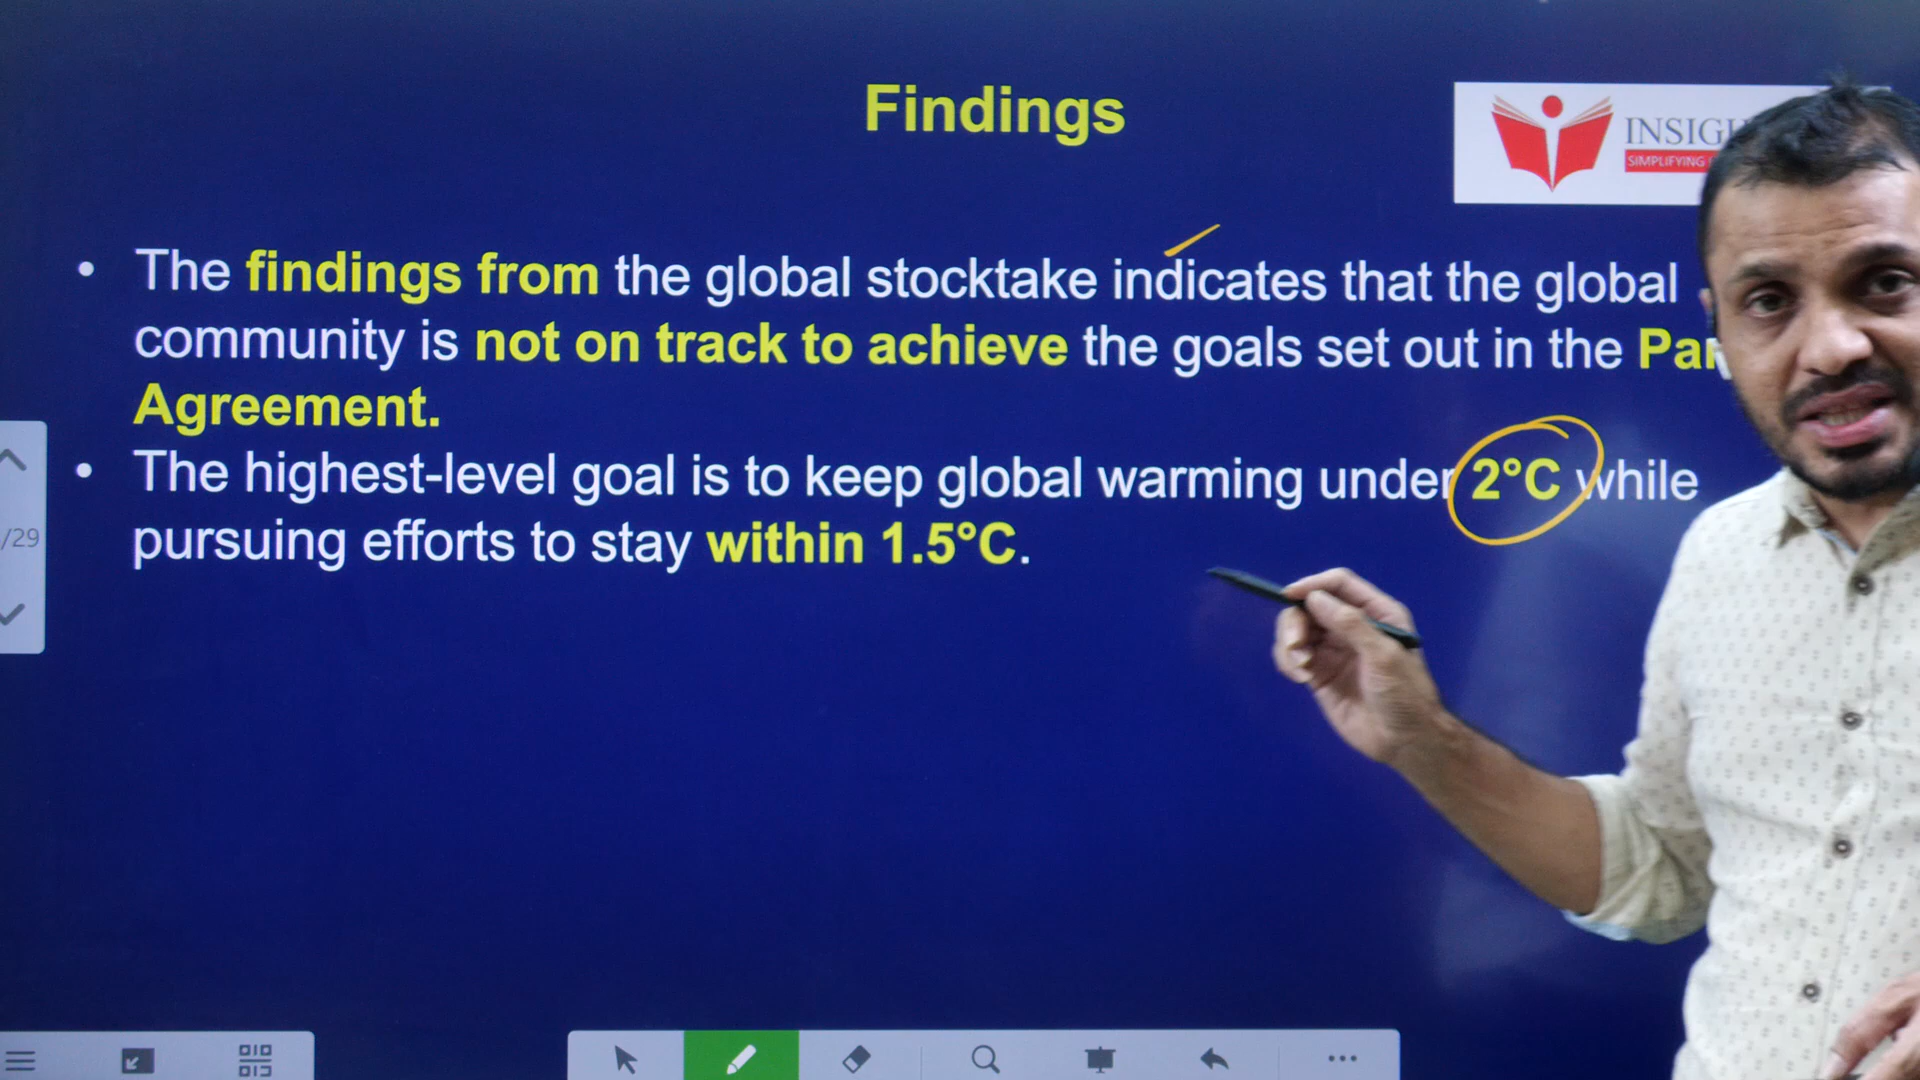 Findings
INSIG
SIMPLIFYING
• The findings from the global stocktake indicates that the global
community is not on track to achieve the goals set out in the
Agreement.
• The highest-level goal is to keep global warming under 2°C while
pursuing efforts to stay within 1.5°C.
/29